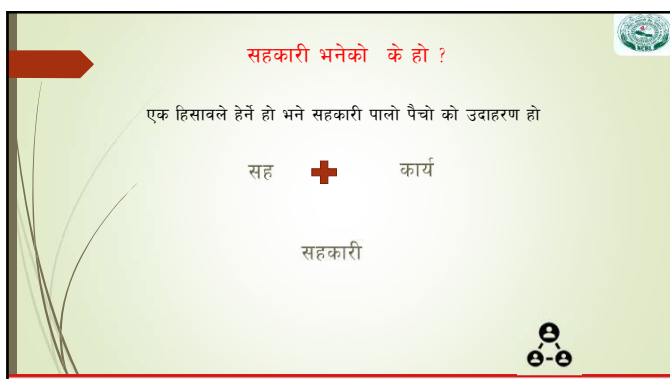 सहकारी भनेको के हो ?
एक हिसावले हेर्ने हो भने सहकारी पालो पैचो को उदाहरण हो
सह + कार्य
सहकारी